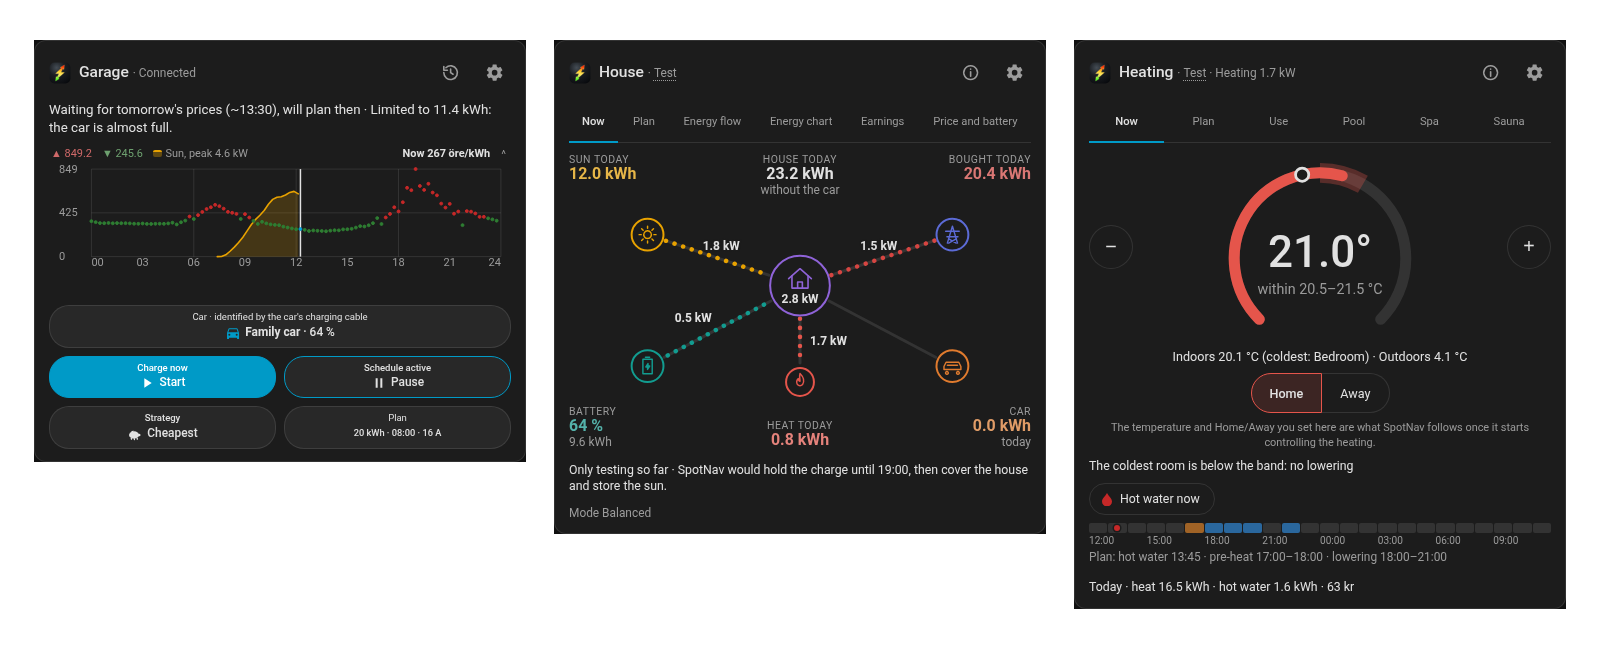 Garage · Connected
Waiting for tomorrow's prices (~13:30), will plan then · Limited to 11.4 kWh:
the car is almost full.
▲ 849.2 ▼ 245.6 Sun, peak 4.6 kW Now 267 öre/kWh ^
849
425
0
00 03 06 09 12 15 18 21 24
Car · identified by the car's charging cable
Family car · 64 %
Charge now
Start
Schedule active
Pause
Strategy
Cheapest
Plan
20 kWh · 08:00 · 16 A
House · Test
Now Plan Energy flow Energy chart Earnings Price and battery
SUN TODAY
12.0 kWh
HOUSE TODAY
23.2 kWh
without the car
BOUGHT TODAY
20.4 kWh
1.8 kW
1.5 kW
2.8 kW
0.5 kW
1.7 kW
BATTERY
64 %
9.6 kWh
HEAT TODAY
0.8 kWh
CAR
0.0 kWh
today
Only testing so far · SpotNav would hold the charge until 19:00, then cover the house
and store the sun.
Mode Balanced
Heating · Test · Heating 1.7 kW
Now Plan Use Pool Spa Sauna
−
21.0°
within 20.5–21.5 °C
+
Indoors 20.1 °C (coldest: Bedroom) · Outdoors 4.1 °C
Home Away
The temperature and Home/Away you set here are what SpotNav follows once it starts
controlling the heating.
The coldest room is below the band: no lowering
Hot water now
12:00 15:00 18:00 21:00 00:00 03:00 06:00 09:00
Plan: hot water 13:45 · pre-heat 17:00–18:00 · lowering 18:00–21:00
Today · heat 16.5 kWh · hot water 1.6 kWh · 63 kr